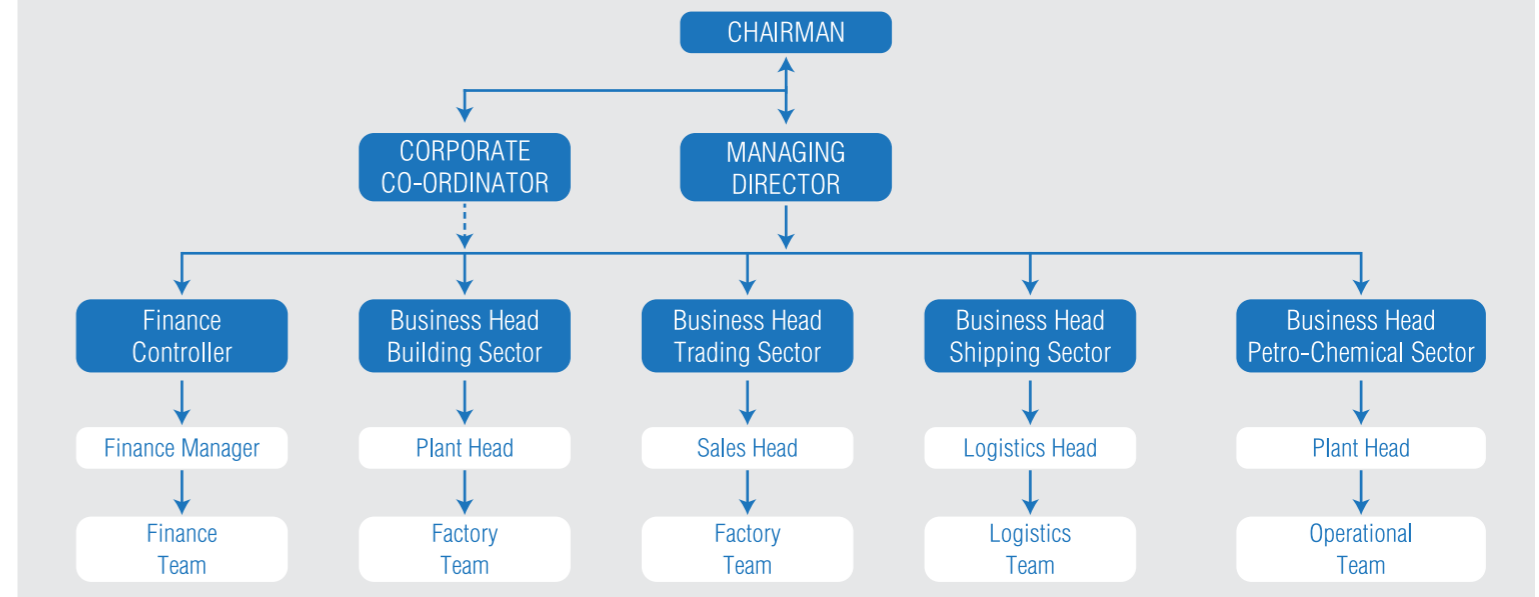 CHAIRMAN
CORPORATE
CO-ORDINATOR
MANAGING
DIRECTOR
Finance
Controller
Business Head
Building Sector
Business Head
Trading Sector
Business Head
Shipping Sector
Business Head
Petro-Chemical Sector
Finance Manager
Plant Head
Sales Head
Logistics Head
Plant Head
Finance
Team
Factory
Team
Factory
Team
Logistics
Team
Operational
Team